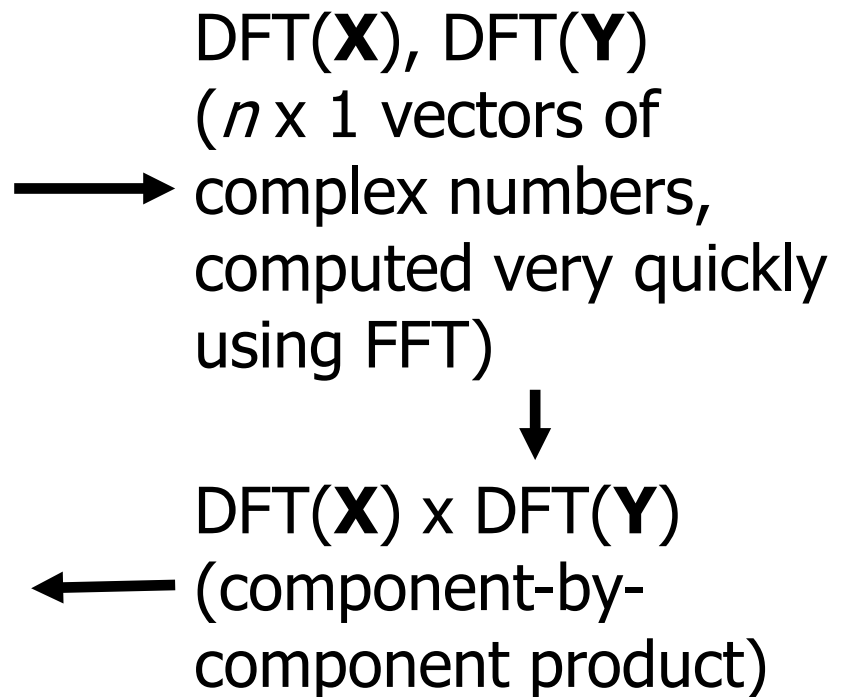 DFT(X), DFT(Y)
(n x 1 vectors of
complex numbers,
computed very quickly
using FFT)
DFT(X) x DFT(Y)
(component-by-
component product)